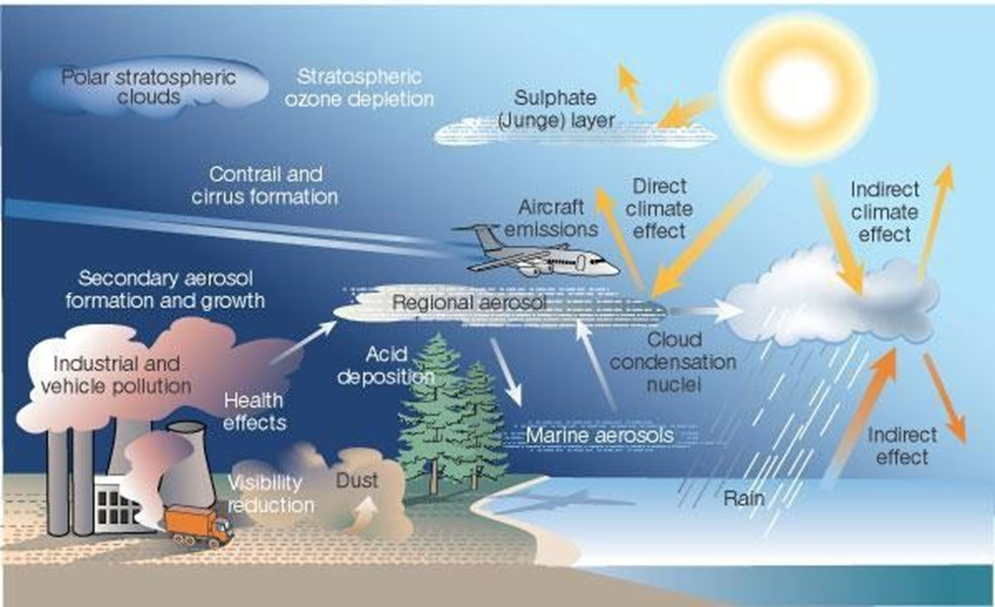 Polar stratospheric
clouds
Stratospheric
ozone depletion
Sulphate
(Junge) layer
Contrail and
cirrus formation
Aircraft
emissions
Direct
climate
effect
Indirect
climate
effect
Secondary aerosol
formation and growth
Regional aerosol
Industrial and
vehicle pollution
Acid
deposition
Cloud
condensation
nuclei
Health
effects
Marine aerosols
Indirect
effect
Visibility
reduction
Dust
Rain